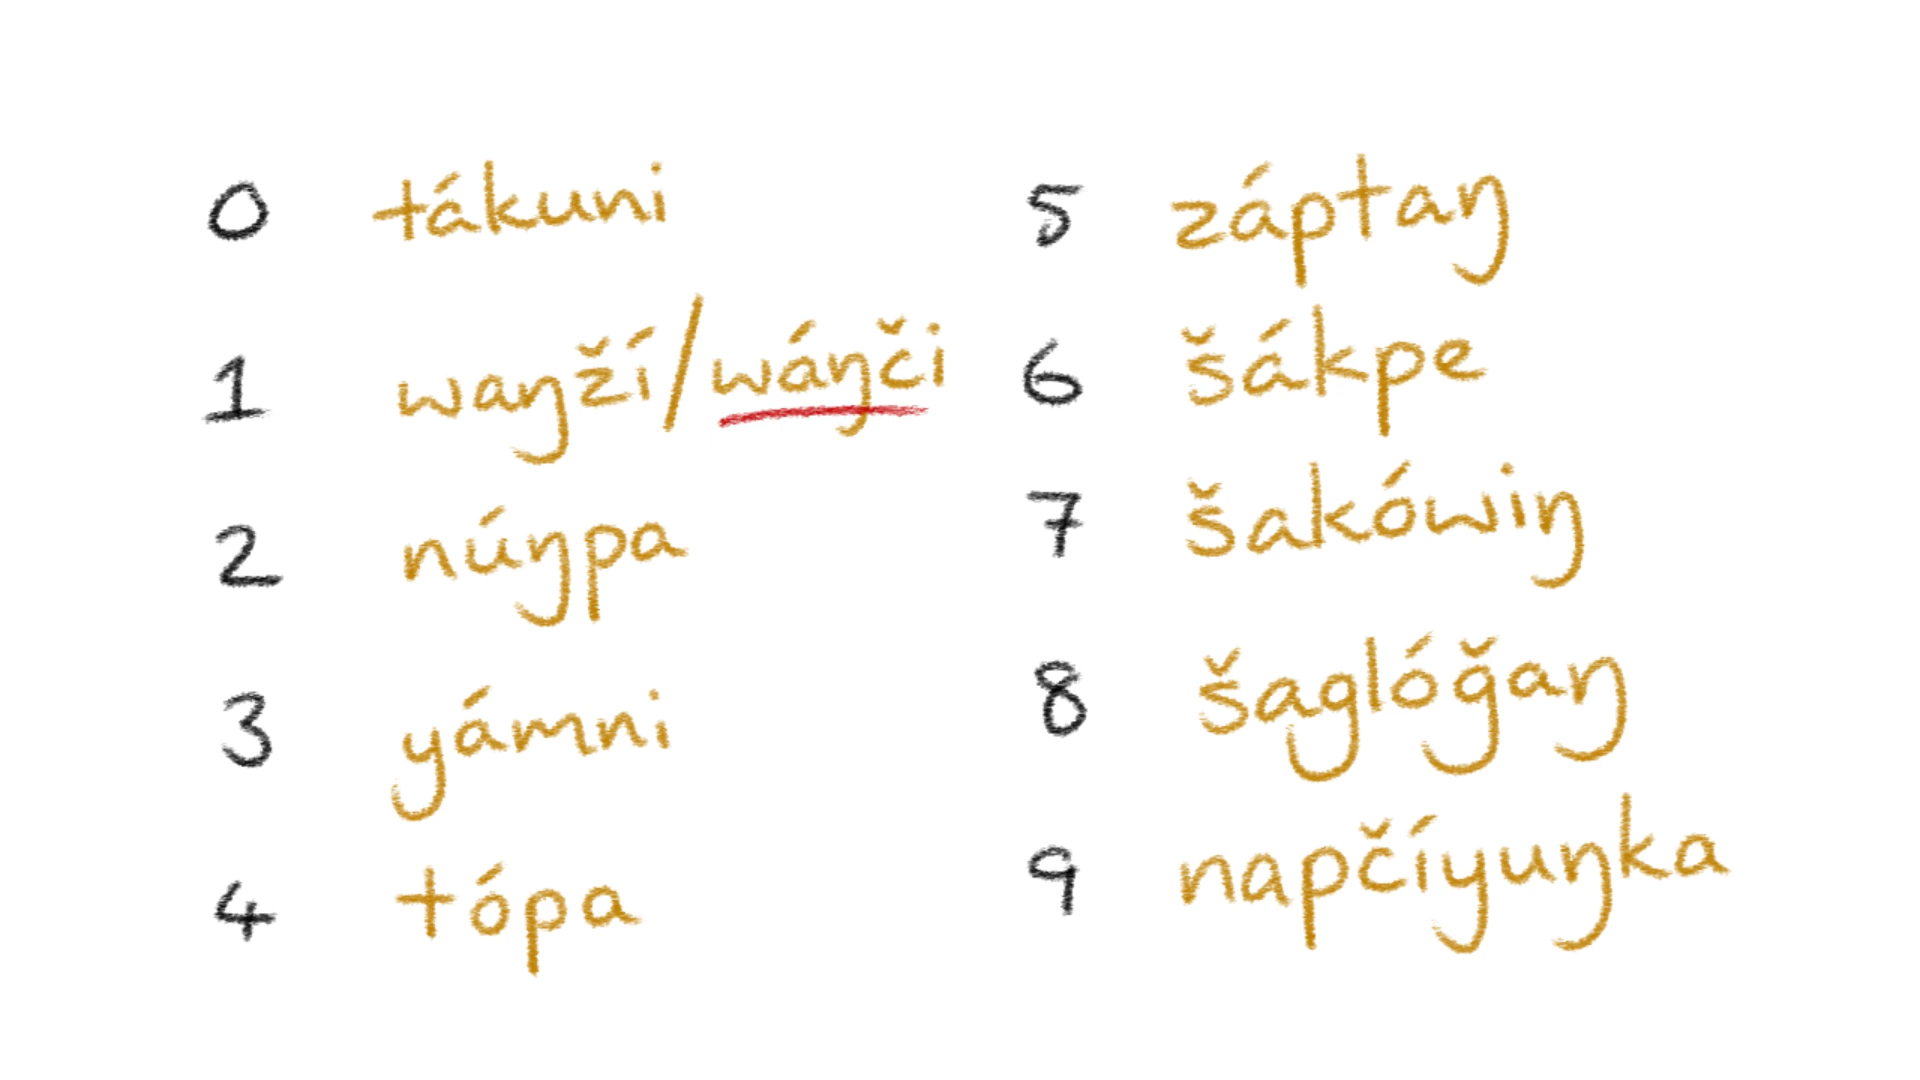 0 tákuni
1 waŋží/wáŋči
2 núŋpa
3 yámni
4 tópa
5 záptaŋ
6 šákpe
7 šakówiŋ
8 šaglóğaŋ
9 napčíyuŋka